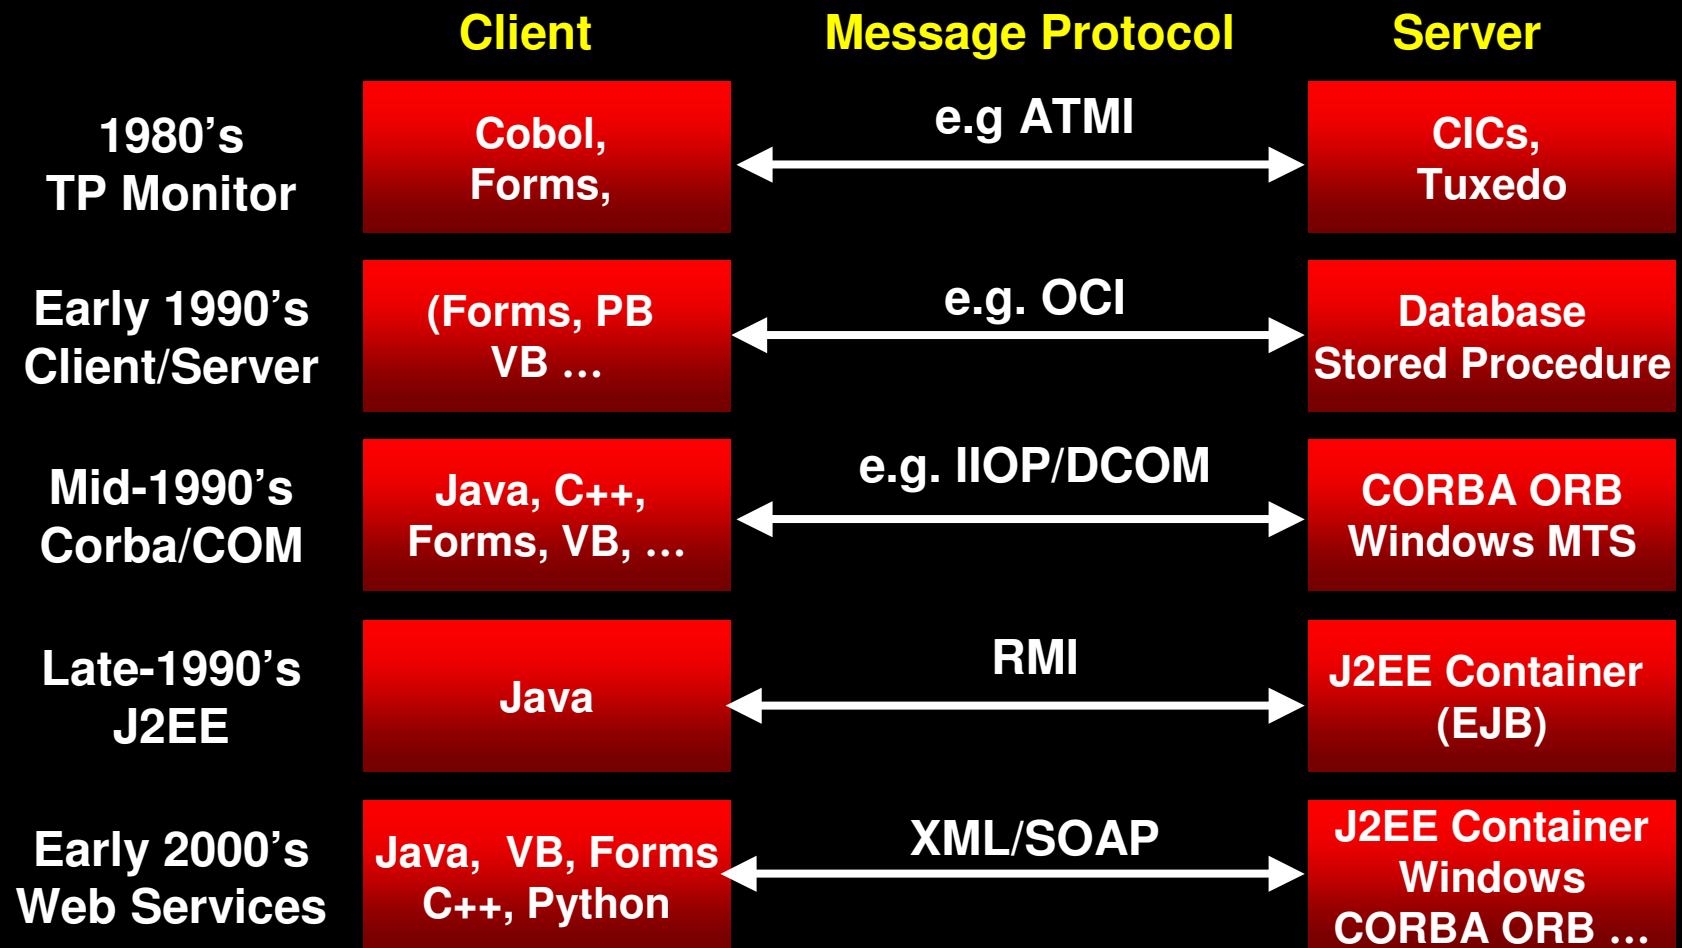 Client Message Protocol Server
1980’s
TP Monitor
Cobol,
Forms,
e.g ATMI
CICs,
Tuxedo
Early 1990’s
Client/Server
(Forms, PB
VB …
e.g. OCI
Database
Stored Procedure
Mid-1990’s
Corba/COM
Java, C++,
Forms, VB, …
e.g. IIOP/DCOM
CORBA ORB
Windows MTS
Late-1990’s
J2EE
Java
RMI
J2EE Container
(EJB)
Early 2000’s
Web Services
Java, VB, Forms
C++, Python
XML/SOAP
J2EE Container
Windows
CORBA ORB …